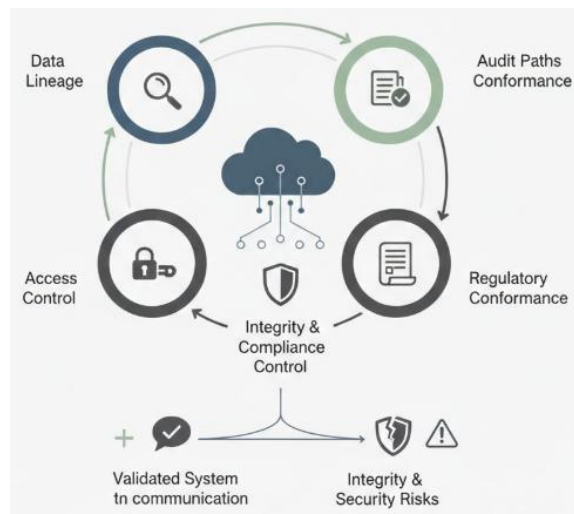 Data
Lineage
Audit Paths
Conformance
Access
Control
Regulatory
Conformance
Integrity &
Compliance
Control
Validated System
tn communication
Integrity &
Security Risks